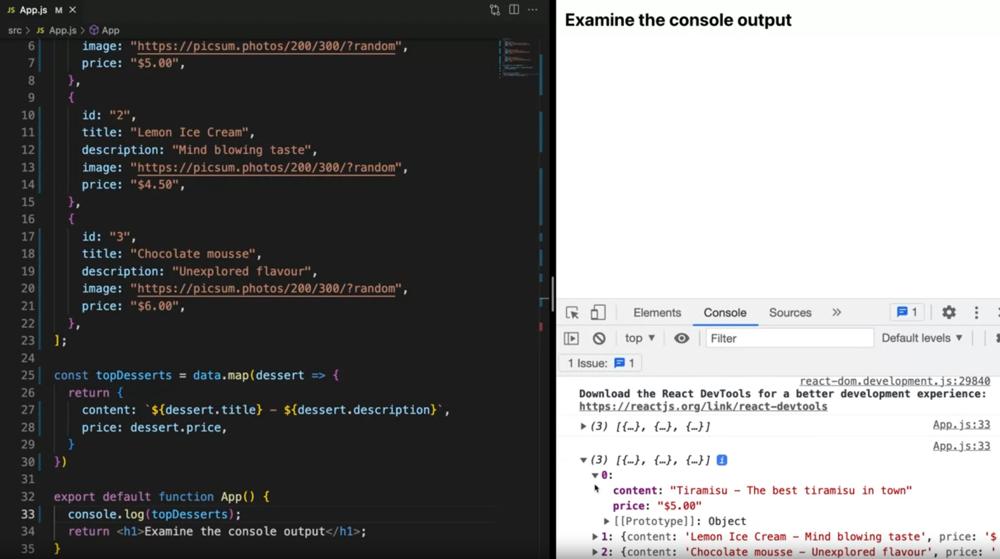 JS App.js M
src > JS App.js > App
6 image: "https://picsum.photos/200/300/?random",
7 price: "$5.00",
8 },
9 {
10 id: "2",
11 title: "Lemon Ice Cream",
12 description: "Mind blowing taste",
13 image: "https://picsum.photos/200/300/?random",
14 price: "$4.50",
15 },
16 {
17 id: "3",
18 title: "Chocolate mousse",
19 description: "Unexplored flavour",
20 image: "https://picsum.photos/200/300/?random",
21 price: "$6.00",
22 },
23 ];
24
25 const topDesserts = data.map(dessert => {
26 return {
27 content: `${dessert.title} - ${dessert.description}`,
28 price: dessert.price,
29 }
30 })
31
32 export default function App() {
33 console.log(topDesserts);
34 return <h1>Examine the console output</h1>;
35 }
Examine the console output
Elements Console Sources » 1
top Filter Default levels
1 Issue: 1
react-dom.development.js:29840
Download the React DevTools for a better development experience:
https://reactjs.org/link/react-devtools
(3) [{…}, {…}, {…}] App.js:33
App.js:33
(3) [{…}, {…}, {…}] i
0:
content: "Tiramisu - The best tiramisu in town"
price: "$5.00"
[[Prototype]]: Object
1: {content: 'Lemon Ice Cream - Mind blowing taste', price: '$
2: {content: 'Chocolate mousse - Unexplored flavour', price: '